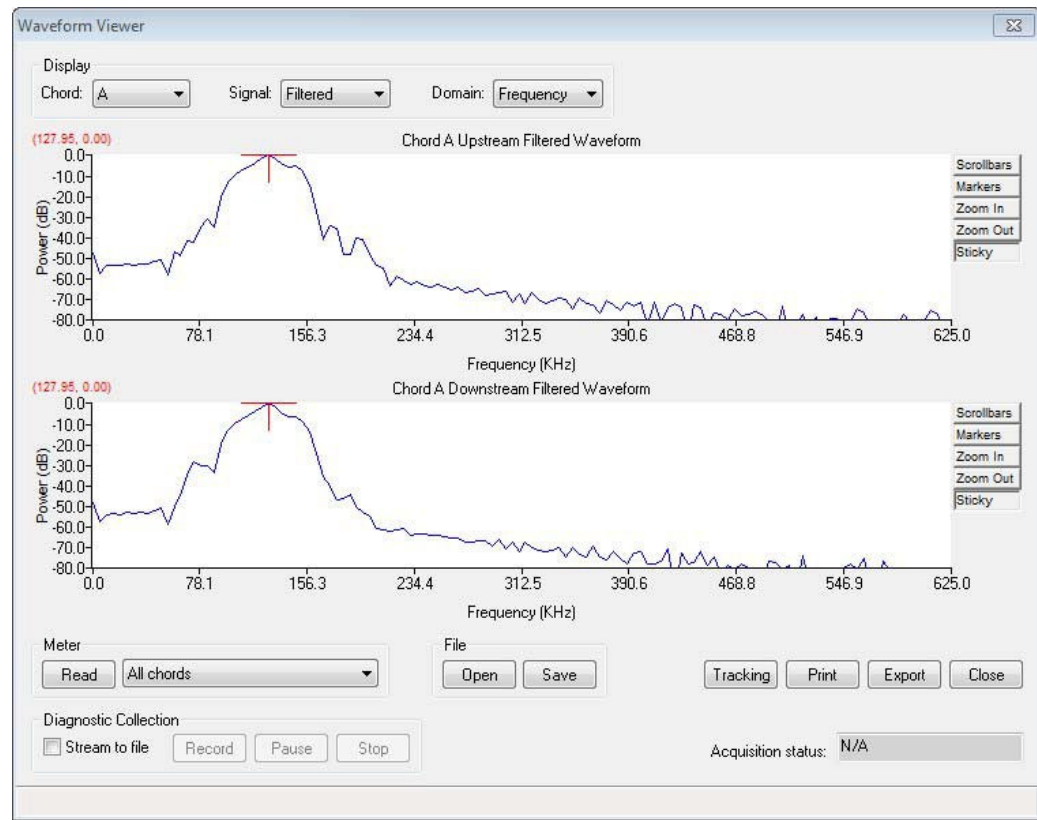 Waveform Viewer
Display
Chord: A Signal: Filtered Domain: Frequency
(127.95, 0.00) Chord A Upstream Filtered Waveform
0.0
-10.0
-20.0
-30.0
-40.0
-50.0
-60.0
-70.0
-80.0
Power (dB)
0.0 78.1 156.3 234.4 312.5 390.6 468.8 546.9 625.0
Frequency (KHz)
Scrollbars
Markers
Zoom In
Zoom Out
Sticky
(127.95, 0.00) Chord A Downstream Filtered Waveform
0.0
-10.0
-20.0
-30.0
-40.0
-50.0
-60.0
-70.0
-80.0
Power (dB)
0.0 78.1 156.3 234.4 312.5 390.6 468.8 546.9 625.0
Frequency (KHz)
Scrollbars
Markers
Zoom In
Zoom Out
Sticky
Meter
Read All chords
File
Open Save
Tracking Print Export Close
Diagnostic Collection
Stream to file Record Pause Stop
Acquisition status: N/A